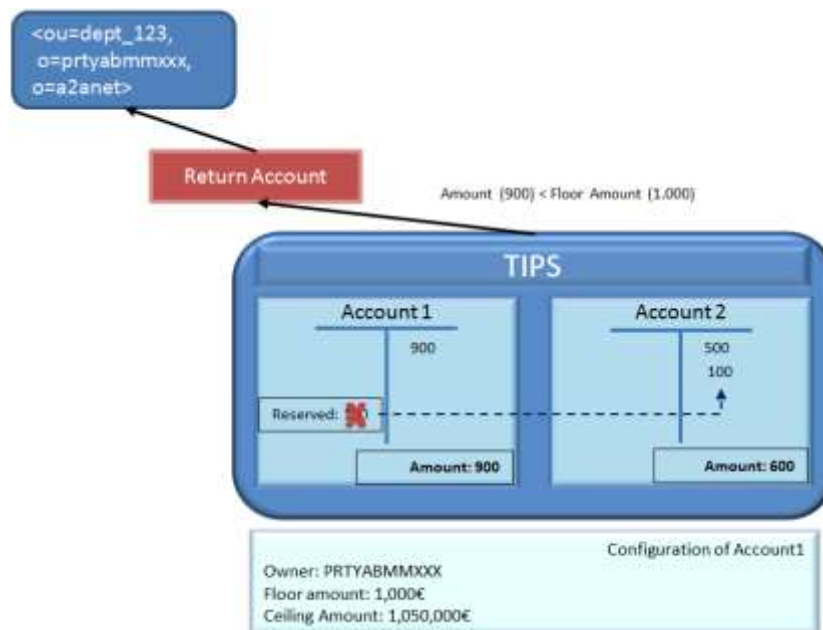 <ou=dept_123,
o=prtyabmmxxx,
o=a2anet>
Return Account
Amount (900) < Floor Amount (1.000)
TIPS
Account 1
900
Reserved:
Amount: 900
Account 2
500
100
Amount: 600
Configuration of Account1
Owner: PRTYABMMXXX
Floor amount: 1,000€
Ceiling Amount: 1,050,000€